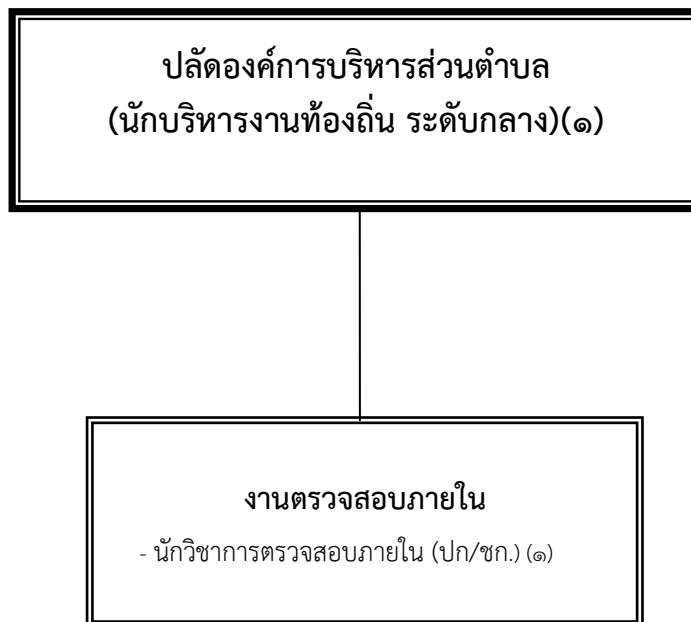 ปลัดองค์การบริหารส่วนตำบล
(นักบริหารงานท้องถิ่น ระดับกลาง)(๑)
งานตรวจสอบภายใน
- นักวิชาการตรวจสอบภายใน (ปก/ชก.) (๑)